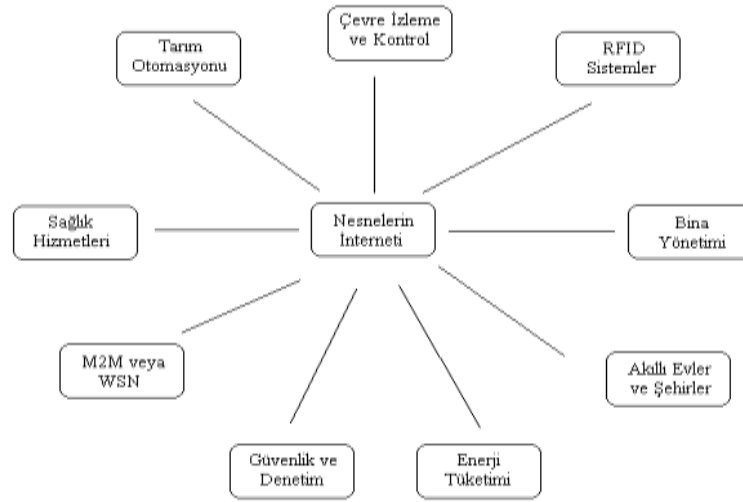 Çevre İzleme
ve Kontrol
Tarım
Otomasyonu
RFID
Sistemler
Sağlık
Hizmetleri
Nesnelerin
İnterneti
Bina
Yönetimi
M2M veya
WSN
Akıllı Evler
ve Şehirler
Güvenlik ve
Denetim
Enerji
Tüketimi